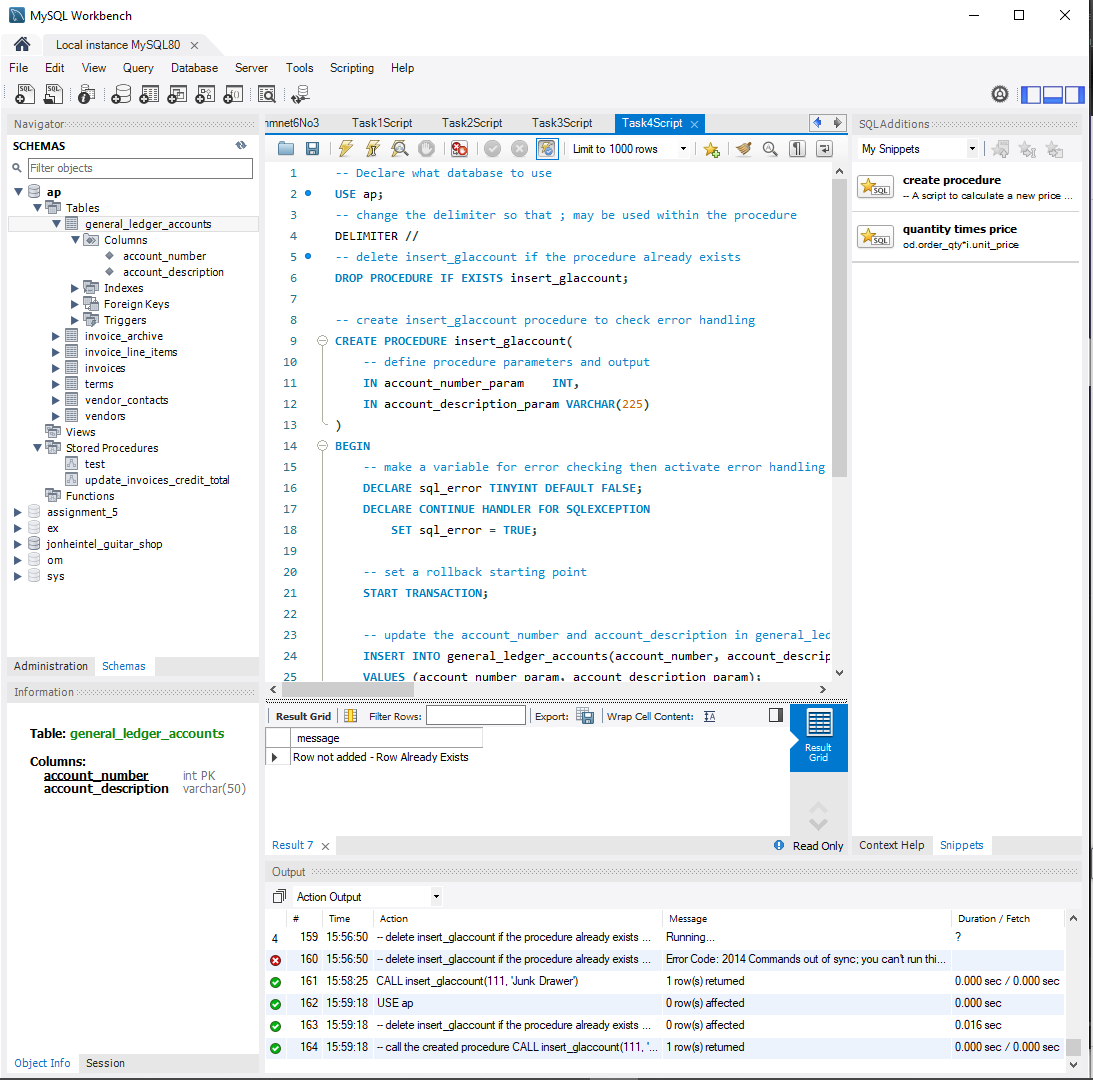 MySQL Workbench
Local instance MySQL80
File Edit View Query Database Server Tools Scripting Help
Navigator
SCHEMAS
Filter objects
ap
Tables
general_ledger_accounts
Columns
account_number
account_description
Indexes
Foreign Keys
Triggers
invoice_archive
invoice_line_items
invoices
terms
vendor_contacts
vendors
Views
Stored Procedures
test
update_invoices_credit_total
Functions
assignment_5
ex
jonheintel_guitar_shop
om
sys
Administration Schemas
Information
Table: general_ledger_accounts
Columns:
account_number int PK
account_description varchar(50)
Object Info Session
nmnet6No3 Task1Script Task2Script Task3Script Task4Script
Limit to 1000 rows
1 -- Declare what database to use
2 USE ap;
3 -- change the delimiter so that ; may be used within the procedure
4 DELIMITER //
5 -- delete insert_glaccount if the procedure already exists
6 DROP PROCEDURE IF EXISTS insert_glaccount;
7
8 -- create insert_glaccount procedure to check error handling
9 CREATE PROCEDURE insert_glaccount(
10 -- define procedure parameters and output
11 IN account_number_param INT,
12 IN account_description_param VARCHAR(225)
13 )
14 BEGIN
15 -- make a variable for error checking then activate error handling
16 DECLARE sql_error TINYINT DEFAULT FALSE;
17 DECLARE CONTINUE HANDLER FOR SQLEXCEPTION
18 SET sql_error = TRUE;
19
20 -- set a rollback starting point
21 START TRANSACTION;
22
23 -- update the account_number and account_description in general_led
24 INSERT INTO general_ledger_accounts(account_number, account_descrip
25 VALUES (account_number_param, account_description_param);
Result Grid Filter Rows: Export: Wrap Cell Content:
message
Row not added - Row Already Exists
Result Grid
Result 7 Read Only
SQLAdditions
My Snippets
create procedure
-- A script to calculate a new price ...
quantity times price
od.order_qty*i.unit_price
Context Help Snippets
Output
Action Output
# Time Action Message Duration / Fetch
4 159 15:56:50 -- delete insert_glaccount if the procedure already exists ... Running... ?
160 15:56:50 -- delete insert_glaccount if the procedure already exists ... Error Code: 2014 Commands out of sync; you can't run thi...
161 15:58:25 CALL insert_glaccount(111, 'Junk Drawer') 1 row(s) returned 0.000 sec / 0.000 sec
162 15:59:18 USE ap 0 row(s) affected 0.000 sec
163 15:59:18 -- delete insert_glaccount if the procedure already exists ... 0 row(s) affected 0.016 sec
164 15:59:18 -- call the created procedure CALL insert_glaccount(111, '... 1 row(s) returned 0.000 sec / 0.000 sec